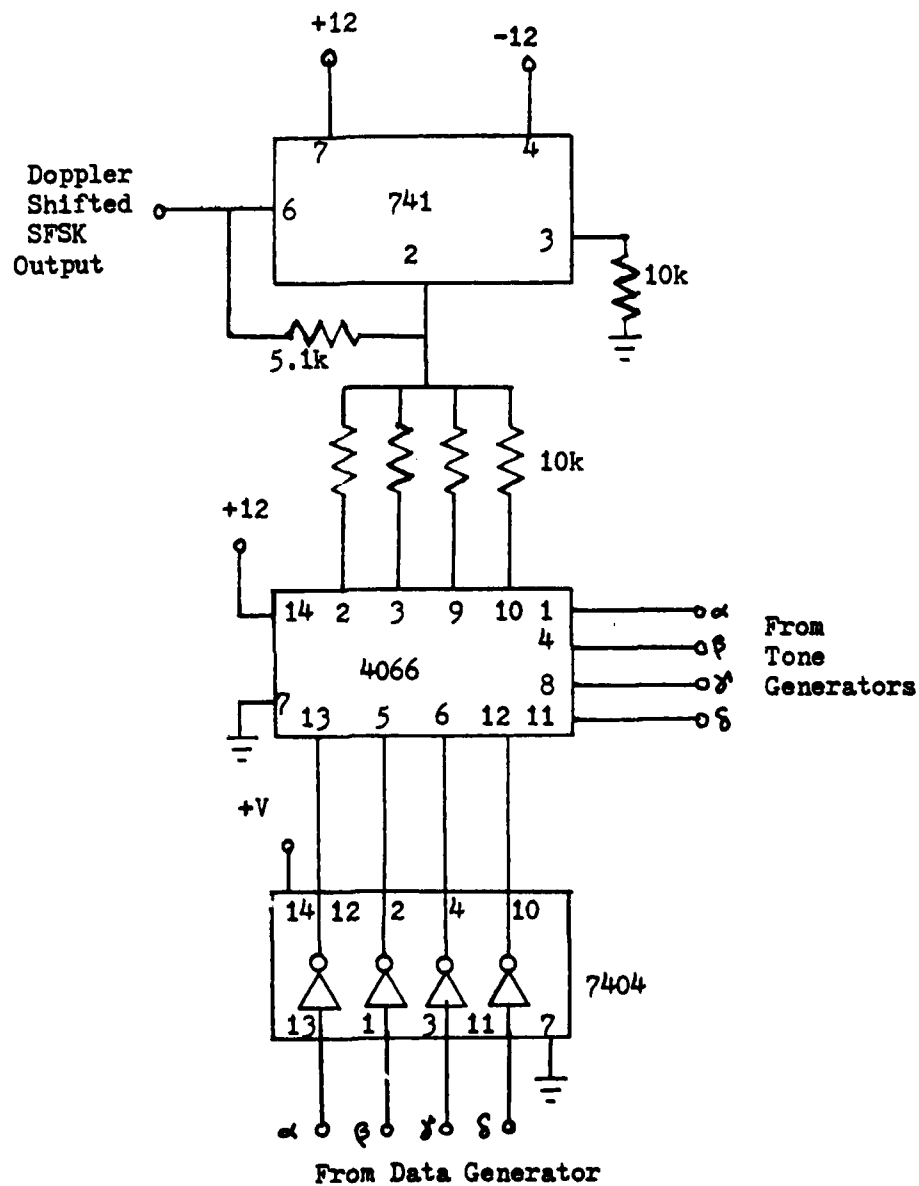 +12
-12
7 4
Doppler
Shifted
SFSK
Output
6 741
3
2
10k
5.1k
10k
+12
14 2 3 9 10 1 α
4 β
4066
8 γ
7 13 5 6 12 11 δ
From
Tone
Generators
+V
14 12 2 4 10
7404
13 1 3 11 7
α β γ δ
From Data Generator